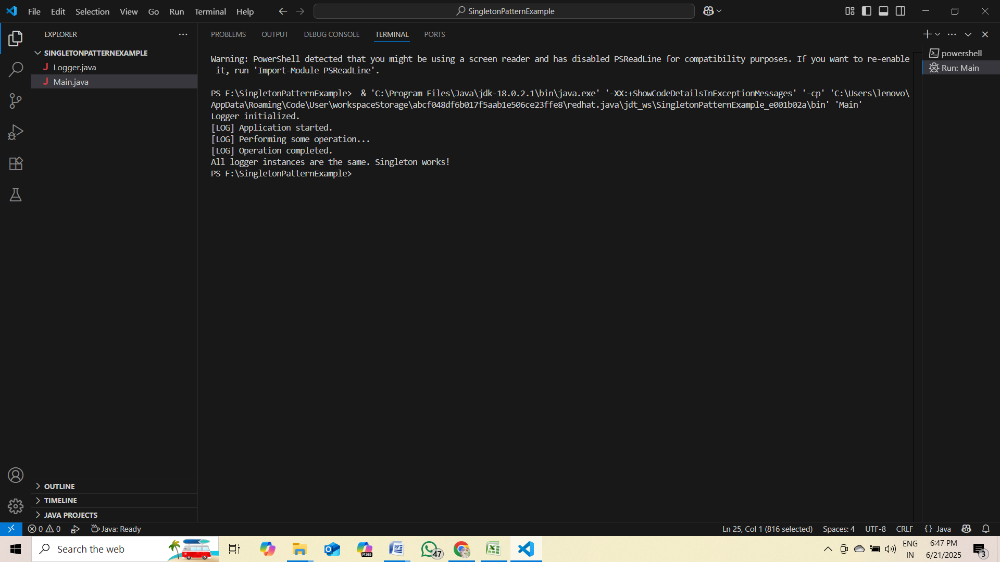 File Edit Selection View Go Run Terminal Help
SingletonPatternExample
EXPLORER
SINGLETONPATTERNEXAMPLE
J Logger.java
J Main.java
OUTLINE
TIMELINE
JAVA PROJECTS
PROBLEMS OUTPUT DEBUG CONSOLE TERMINAL PORTS
Warning: PowerShell detected that you might be using a screen reader and has disabled PSReadLine for compatibility purposes. If you want to re-enable
it, run 'Import-Module PSReadLine'.
PS F:\SingletonPatternExample>  & 'C:\Program Files\Java\jdk-18.0.2.1\bin\java.exe' '-XX:+ShowCodeDetailsInExceptionMessages' '-cp' 'C:\Users\lenovo\
AppData\Roaming\Code\User\workspaceStorage\abcf048df6b017f5aab1e506ce23ffe8\redhat.java\jdt_ws\SingletonPatternExample_e001b02a\bin' 'Main'
Logger initialized.
[LOG] Application started.
[LOG] Performing some operation...
[LOG] Operation completed.
All logger instances are the same. Singleton works!
PS F:\SingletonPatternExample>
powershell
Run: Main
0 0 Java: Ready
Ln 25, Col 1 (816 selected) Spaces: 4 UTF-8 CRLF {} Java
Search the web
M365
47
ENG
IN
6:47 PM
6/21/2025
3